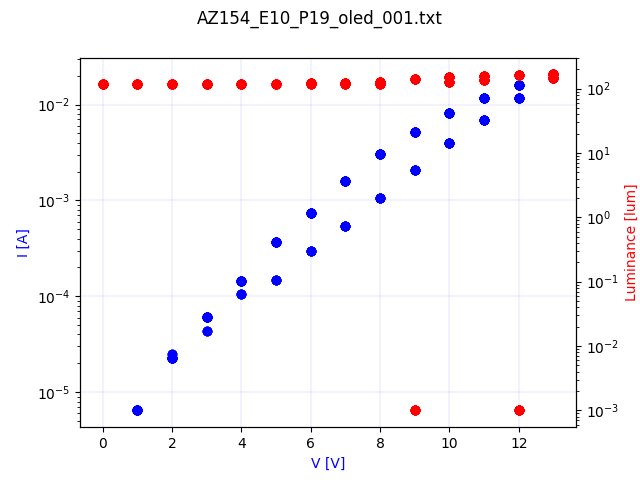 AZ154_E10_P19_oled_001.txt
I [A]
10⁻²
10⁻³
10⁻⁴
10⁻⁵
10²
10¹
10⁰
10⁻¹
10⁻²
10⁻³
Luminance [lum]
0 2 4 6 8 10 12
V [V]